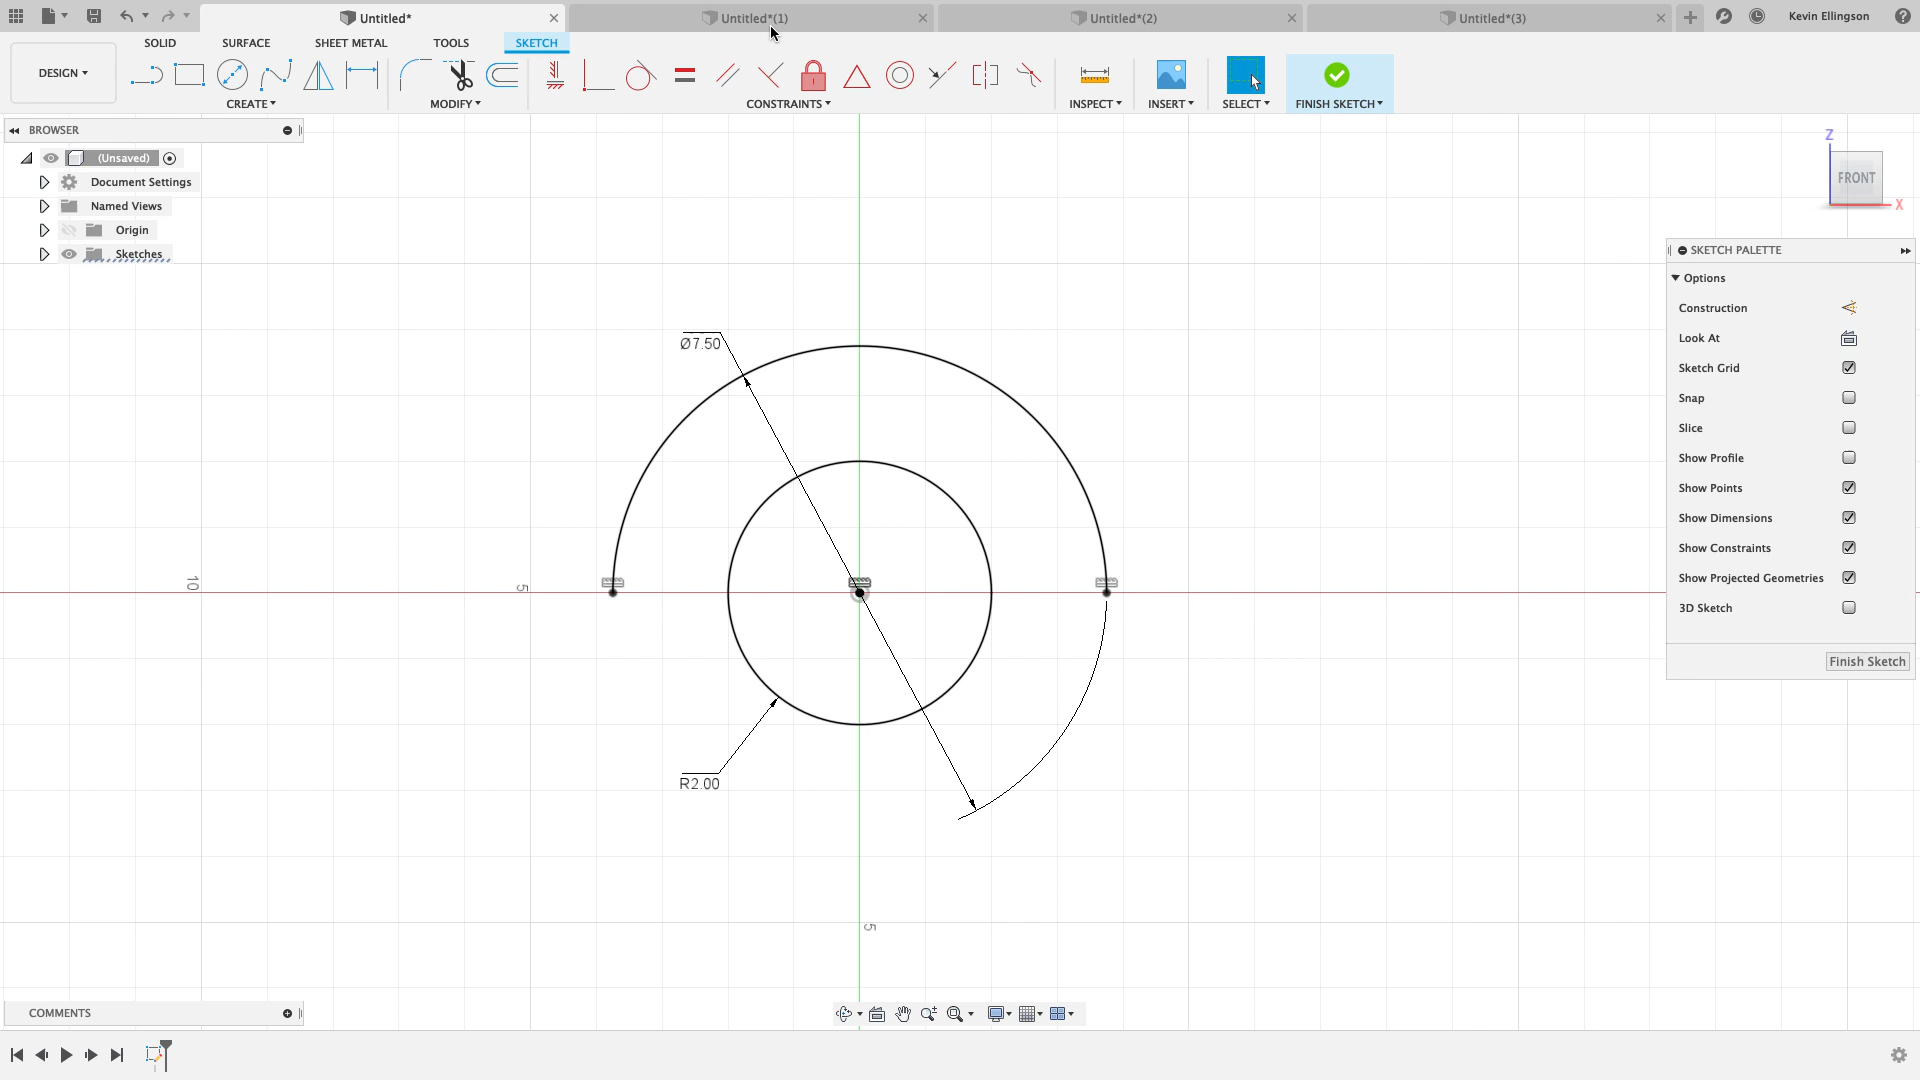 Untitled*
Untitled*(1)
Untitled*(2)
Untitled*(3)
Kevin Ellingson
SOLID
SURFACE
SHEET METAL
TOOLS
SKETCH
DESIGN
CREATE
MODIFY
CONSTRAINTS
INSPECT
INSERT
SELECT
FINISH SKETCH
BROWSER
(Unsaved)
Document Settings
Named Views
Origin
Sketches
Z
FRONT
X
SKETCH PALETTE
Options
Construction
Look At
Sketch Grid
Snap
Slice
Show Profile
Show Points
Show Dimensions
Show Constraints
Show Projected Geometries
3D Sketch
Finish Sketch
Ø7.50
10
5
R2.00
5
COMMENTS